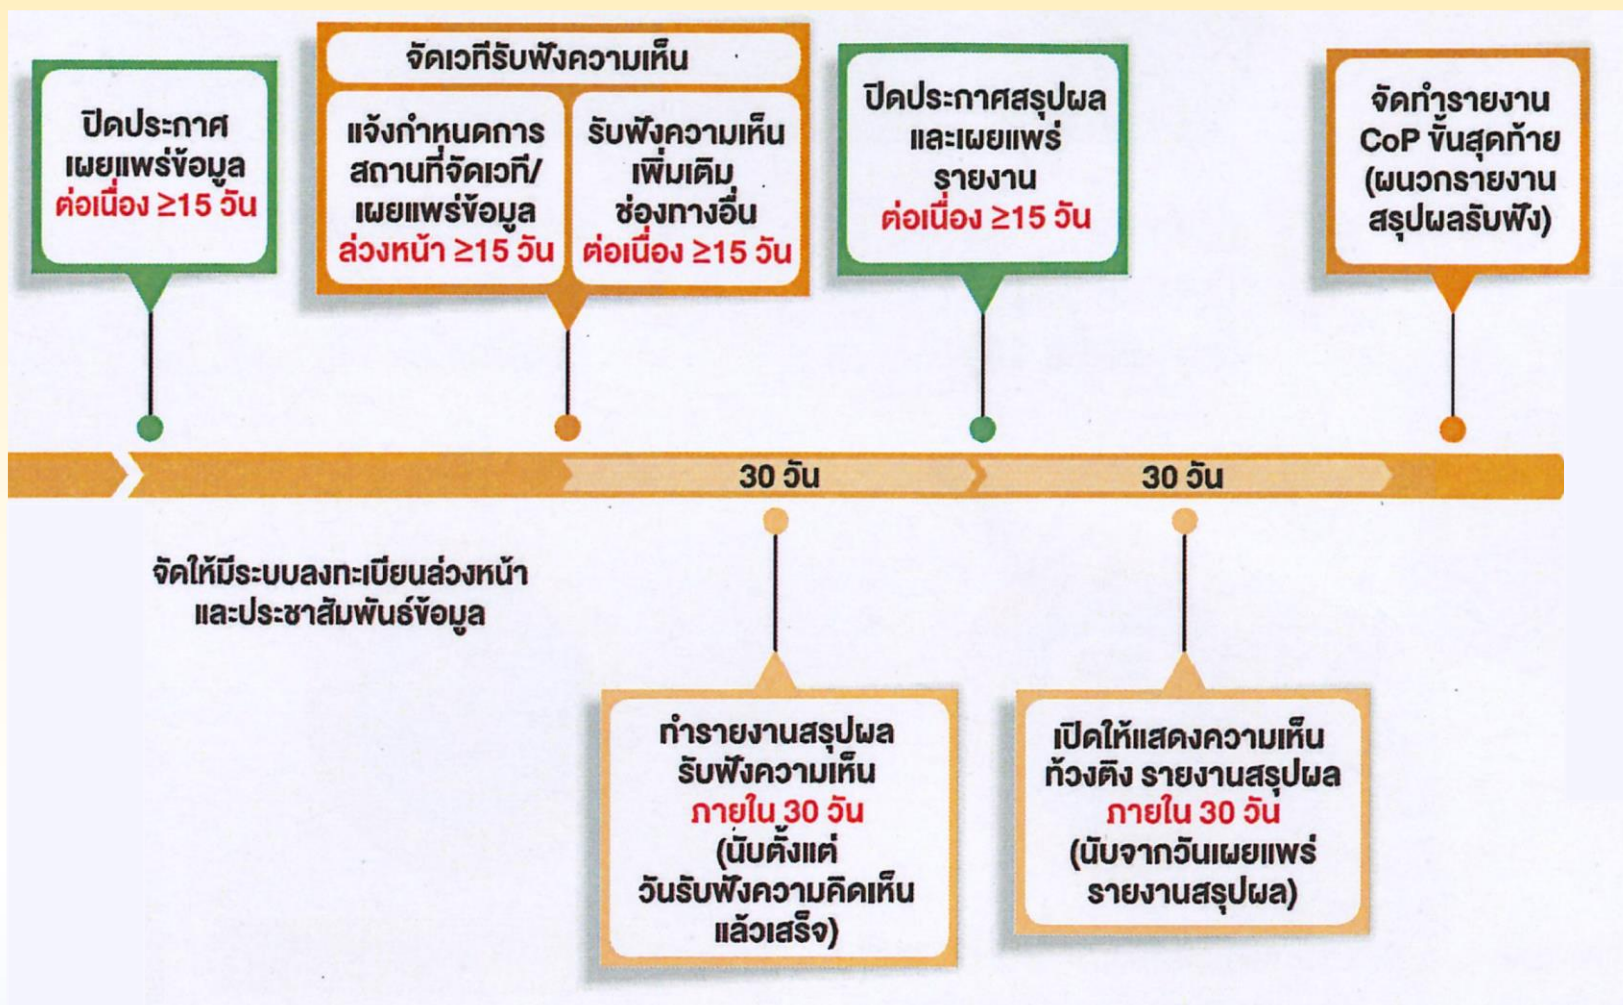 ปิดประกาศ
เผยแพร่ข้อมูล
ต่อเนื่อง ≥15 วัน
จัดเวทีรับฟังความเห็น
แจ้งกำหนดการ
สถานที่จัดเวที/
เผยแพร่ข้อมูล
ล่วงหน้า ≥15 วัน
รับฟังความเห็น
เพิ่มเติม
ช่องทางอื่น
ต่อเนื่อง ≥15 วัน
ปิดประกาศสรุปผล
และเผยแพร่
รายงาน
ต่อเนื่อง ≥15 วัน
จัดทำรายงาน
CoP ขั้นสุดท้าย
(ผนวกรายงาน
สรุปผลรับฟัง)
30 วัน
30 วัน
จัดให้มีระบบลงทะเบียนล่วงหน้า
และประชาสัมพันธ์ข้อมูล
ทำรายงานสรุปผล
รับฟังความเห็น
ภายใน 30 วัน
(นับตั้งแต่
วันรับฟังความคิดเห็น
แล้วเสร็จ)
เปิดให้แสดงความเห็น
ท้วงติง รายงานสรุปผล
ภายใน 30 วัน
(นับจากวันเผยแพร่
รายงานสรุปผล)